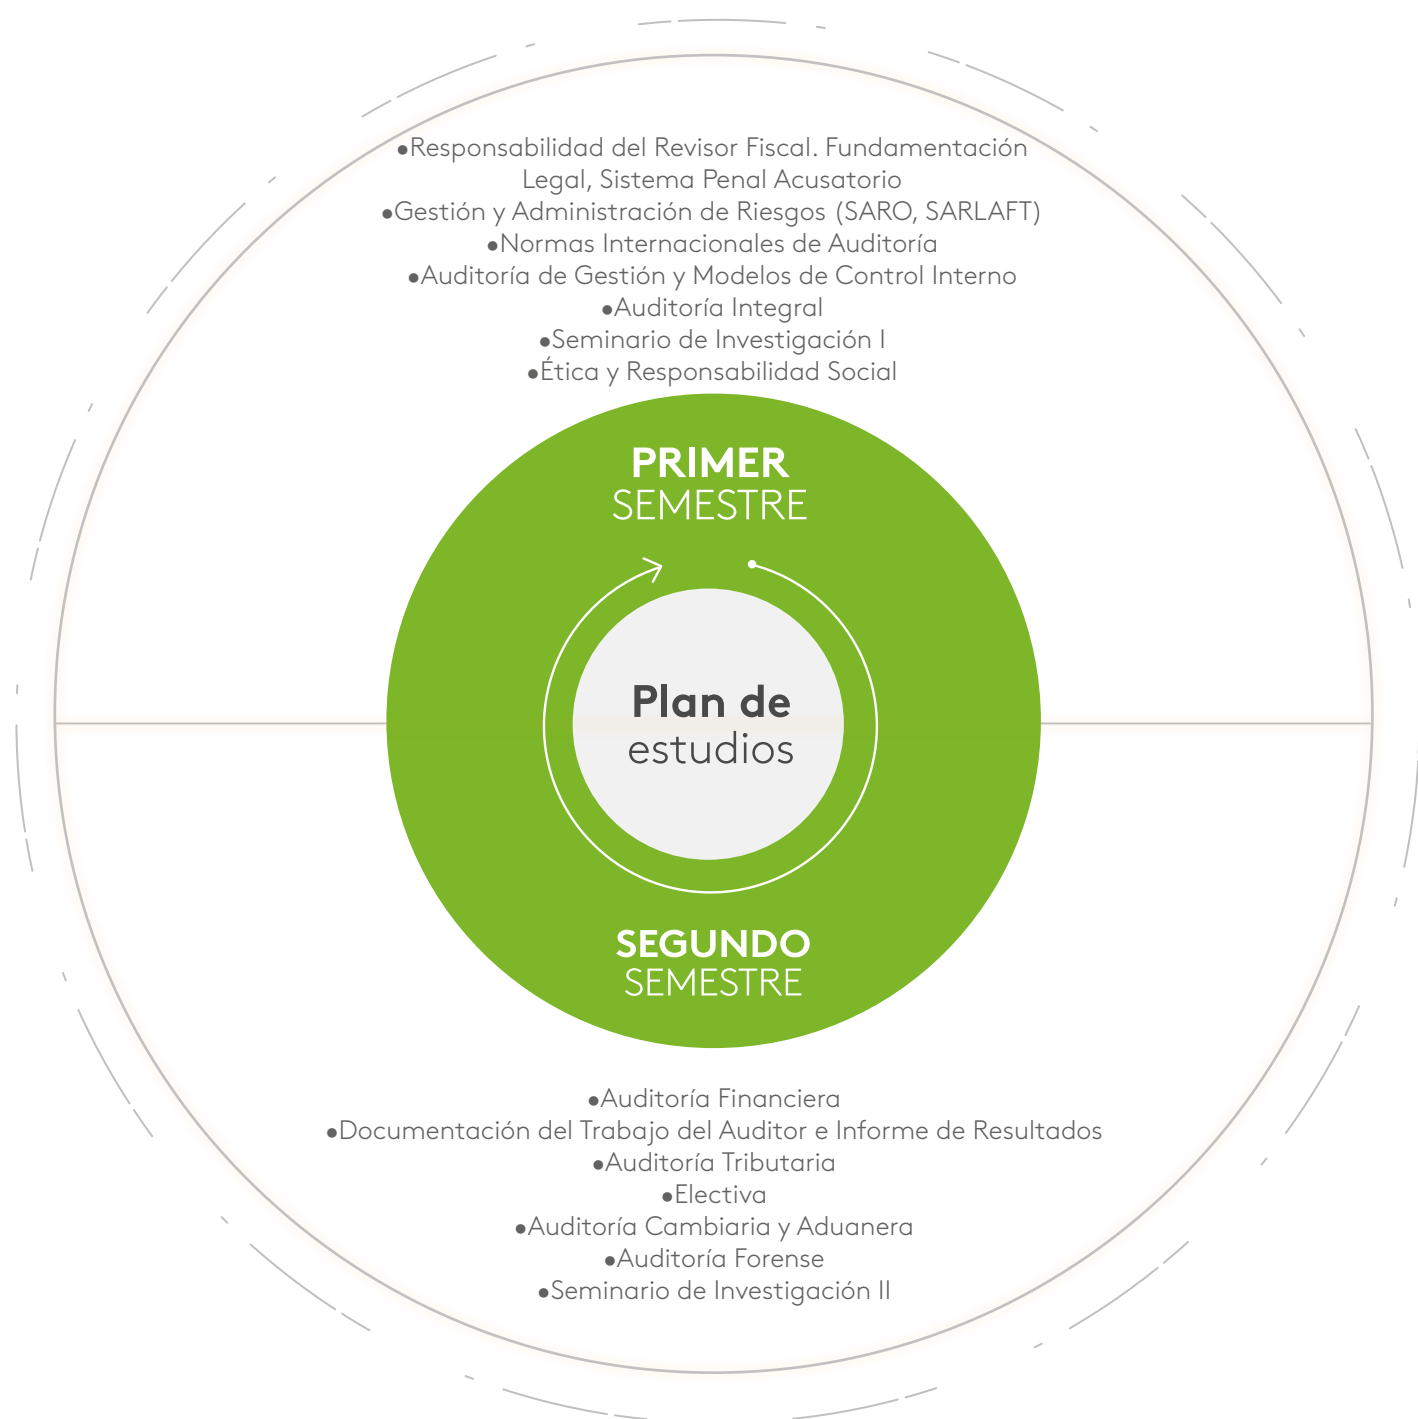 •Responsabilidad del Revisor Fiscal. Fundamentación
Legal, Sistema Penal Acusatorio
•Gestión y Administración de Riesgos (SARO, SARLAFT)
•Normas Internacionales de Auditoría
•Auditoría de Gestión y Modelos de Control Interno
•Auditoría Integral
•Seminario de Investigación I
•Ética y Responsabilidad Social
PRIMER
SEMESTRE
Plan de
estudios
SEGUNDO
SEMESTRE
•Auditoría Financiera
•Documentación del Trabajo del Auditor e Informe de Resultados
•Auditoría Tributaria
•Electiva
•Auditoría Cambiaria y Aduanera
•Auditoría Forense
•Seminario de Investigación II